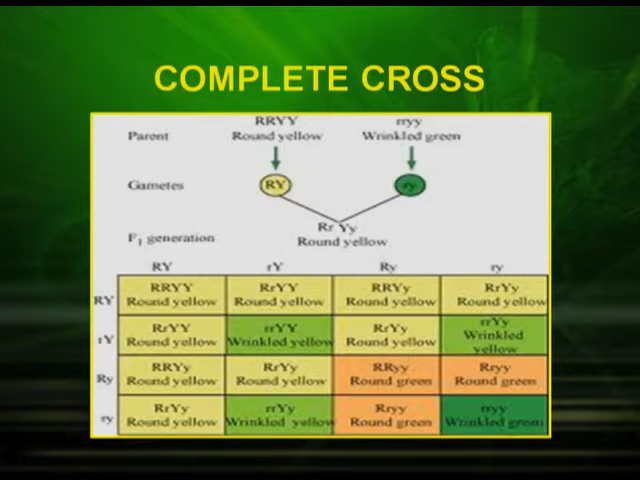 COMPLETE CROSS
RRYY rryy
Parent Round yellow Wrinkled green
Gametes RY ry
Rr Yy
F1 generation Round yellow
RY rY Ry ry
RRYY RrYY RRYy RrYy
RY Round yellow Round yellow Round yellow Round yellow
RrYY rrYY RrYy rrYy
rY Round yellow Wrinkled yellow Round yellow Wrinkled yellow
RRYy RrYy RRyy Rryy
Ry Round yellow Round yellow Round green Round green
RrYy rrYy Rryy rryy
ry Round yellow Wrinkled yellow Round green Wrinkled green